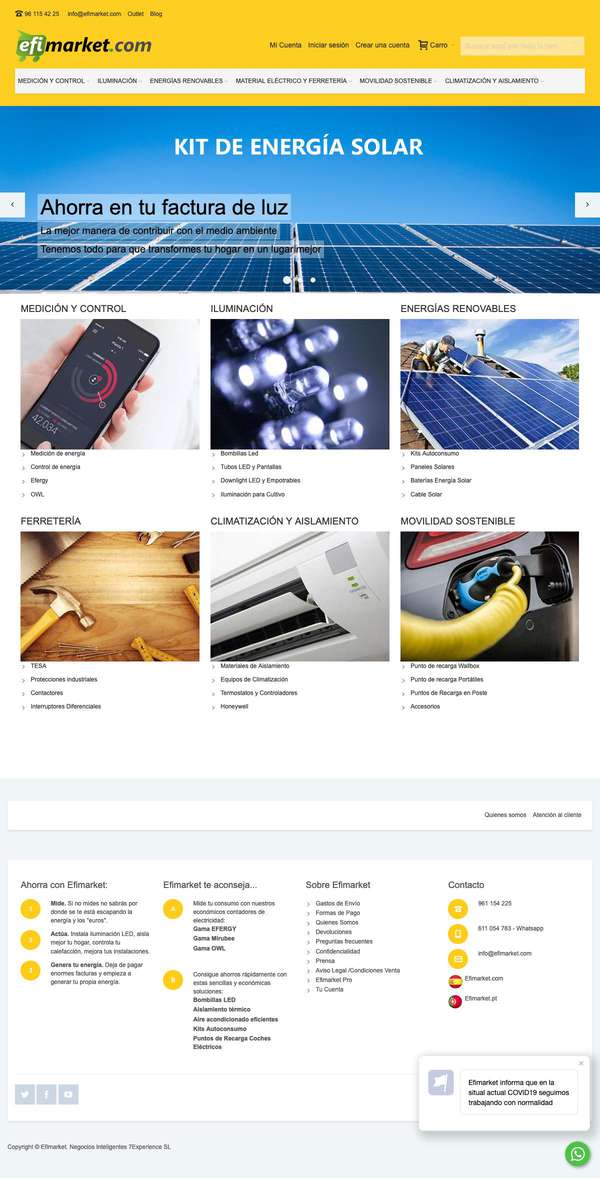 96 115 42 25 info@efimarket.com Outlet Blog
efimarket.com
Mi Cuenta Iniciar sesión Crear una cuenta Carro
MEDICIÓN Y CONTROL ILUMINACIÓN ENERGÍAS RENOVABLES MATERIAL ELÉCTRICO Y FERRETERÍA MOVILIDAD SOSTENIBLE CLIMATIZACIÓN Y AISLAMIENTO
KIT DE ENERGÍA SOLAR
Ahorra en tu factura de luz
La mejor manera de contribuir con el medio ambiente
Tenemos todo para que transformes tu hogar en un lugar mejor
MEDICIÓN Y CONTROL
42,034
Medición de energía
Control de energía
Efergy
OWL
ILUMINACIÓN
Bombillas Led
Tubos LED y Pantallas
Downlight LED y Empotrables
Iluminación para Cultivo
ENERGÍAS RENOVABLES
Kits Autoconsumo
Paneles Solares
Baterías Energía Solar
Cable Solar
FERRETERÍA
TESA
Protecciones industriales
Contactores
Interruptores Diferenciales
CLIMATIZACIÓN Y AISLAMIENTO
Materiales de Aislamiento
Equipos de Climatización
Termostatos y Controladores
Honeywell
MOVILIDAD SOSTENIBLE
Punto de recarga Wallbox
Punto de recarga Portátiles
Puntos de Recarga en Poste
Accesorios
Quienes somos Atención al cliente
Ahorra con Efimarket:
1
Mide. Si no mides no sabrás por
donde se te está escapando la
energía y los "euros".
2
Actúa. Instala iluminación LED, aisla
mejor tu hogar, controla tu
calefacción, mejora tus instalaciones.
3
Genera tu energía. Deja de pagar
enormes facturas y empieza a
generar tu propia energía.
Efimarket te aconseja...
A
Mide tu consumo con nuestros
económicos contadores de
electricidad:
Gama EFERGY
Gama Mirubee
Gama OWL
B
Consigue ahorros rápidamente con
estas sencillas y económicas
soluciones:
Bombillas LED
Aislamiento térmico
Airs acondicionado eficientes
Kits Autoconsumo
Puntos de Recarga Coches
Eléctricos
Sobre Efimarket
Gastos de Envío
Formas de Pago
Quienes Somos
Devoluciones
Preguntas frecuentes
Confidencialidad
Prensa
Aviso Legal /Condiciones Venta
Efimarket Pro
Tu Cuenta
Contacto
961 154 225
611 054 783 - Whatsapp
info@efimarket.com
Efimarket.com
Efimarket.pt
Efimarket informa que en la
situal actual COViD19 seguimos
trabajando con normalidad
Copyright © Efimarket. Negocios Inteligentes 7Experience SL